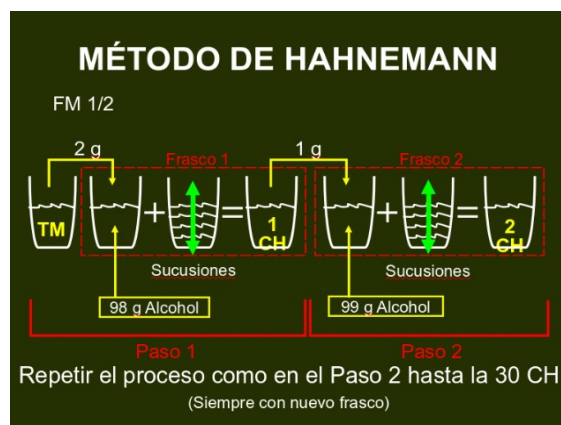 MÉTODO DE HAHNEMANN
FM 1/2
2 g
Frasco 1
1 g
Frasco 2
TM
+
=
1
CH
+
=
2
CH
Sucusiones
Sucusiones
98 g Alcohol
99 g Alcohol
Paso 1
Paso 2
Repetir el proceso como en el Paso 2 hasta la 30 CH
(Siempre con nuevo frasco)